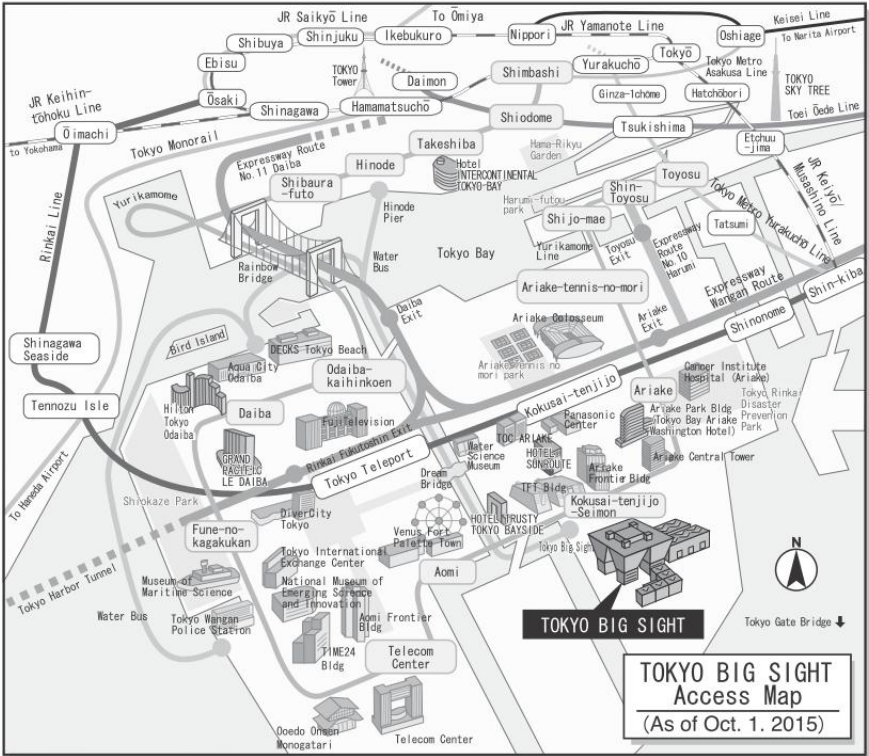 JR Saikyō Line
To Ōmiya
Shibuya
Shinjuku
Ikebukuro
Nippori
JR Yamanote Line
Oshiage
Keisei Line
To Narita Airport
Ebisu
TOKYO
Tower
Daimon
Shimbashi
Yurakuchō
Tokyō
Tokyo Metro
Asakusa Line
TOKYO
SKY TREE
JR Keihin-
tōhoku Line
Ōsaki
Shinagawa
Hamamatsuchō
Ginza-1chōme
Hatchōbori
Toei Ōede Line
Ōimachi
to Yokohama
Shiodome
Tsukishima
Etchuu
-jima
Tokyo Monorail
Expressway Route
No. 11 Daiba
Takeshiba
Hama-Rikyu
Garden
JR Keiyō/
Musashino Line
Hinode
Hotel
INTERCONTINENTAL
TOKYO-BAY
Toyosu
Rinkai Line
Yurikamome
Shibaura
-futo
Harumi-futou
park
Shin-
Toyosu
Tokyo Metro Yurakucho Line
Hinode
Pier
Shijo-mae
Tatsumi
Rainbow
Bridge
Water
Bus
Tokyo Bay
Yurikamome
Line
Toyosu
Exit
Expressway
Route
No. 10
Harumi
Expressway
Wangan Route
Shin-kiba
Ariake-tennis-no-mori
Daiba
Exit
Ariake Colosseum
Ariake
Exit
Shinonome
Shinagawa
Seaside
Bird Island
DECKS Tokyo Beach
Aqua City
Odaiba
Odaiba-
kaihinkoen
Ariake tennis no
mori park
Kokusai-tenjijo
Ariake
Cancer Institute
Hospital (Ariake)
Tennozu Isle
Hilton
Tokyo
Odaiba
Daiba
FujiTelevision
TOC ARIAKE
Panasonic
Center
Ariake Park Bldg
(Tokyo Bay Ariake
Washington Hotel)
Tokyo Rinkai
Disaster
Prevention
Park
GRAND
PACIFIC
LE DAIBA
Rinkai Fukutoshin Exit
Tokyo Teleport
Water
Science
Museum
HOTEL
SUNROUTE
Ariake
Frontier Bldg
Ariake Central Tower
To Haneda Airport
Shiokaze Park
Dream
Bridge
TFT Bldg
DiverCity
Tokyo
HOTEL TRUSTY
TOKYO BAYSIDE
Kokusai-tenjijo
-Seimon
Fune-no-
kagakukan
Venus Fort
Palette Town
Tokyo Big Sight
Tokyo Harbor Tunnel
Tokyo International
Exchange Center
Aomi
N
Museum of
Maritime Science
National Museum of
Emerging Science
and Innovation
Water Bus
Tokyo Wangan
Police Station
Aomi Frontier
Bldg
TOKYO BIG SIGHT
Tokyo Gate Bridge
TIME24
Bldg
Telecom
Center
TOKYO BIG SIGHT
Access Map
(As of Oct. 1. 2015)
Ooedo Onsen
Monogatari
Telecom Center